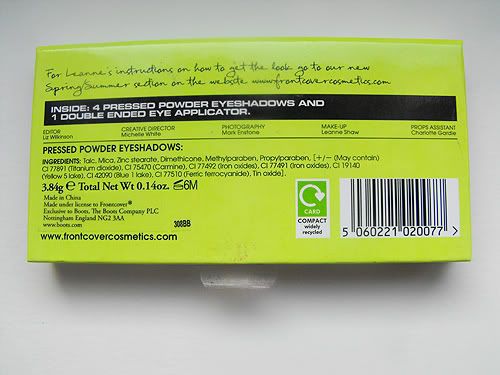 For Leanne's instructions on how to get the look go to our new
Spring/Summer section on the website www.frontcovercosmetics.com
INSIDE: 4 PRESSED POWDER EYESHADOWS AND
1 DOUBLE ENDED EYE APPLICATOR.
EDITOR CREATIVE DIRECTOR PHOTOGRAPHY MAKE-UP PROPS ASSISTANT
Liz Wilkinson Michelle White Mark Enstone Leanne Shaw Charlotte Gardie
PRESSED POWDER EYESHADOWS:
INGREDIENTS: Talc, Mica, Zinc stearate, Dimethicone, Methylparaben, Propylparaben, [+/- (May contain)
CI 77891 (Titanium dioxide), CI 75470 (Carmine), CI 77492 (Iron oxides), CI 77491 (Iron oxides), CI 19140
(Yellow 5 lake), CI 42090 (Blue 1 lake), CI 77510 (Ferric ferrocyanide), Tin oxide].
3.84g e Total Net Wt 0.14oz. 6M
Made in China
Made under license to Frontcover®
Exclusive to Boots. The Boots Company PLC
Nottingham England NG2 3AA
www.boots.com 308BB
www.frontcovercosmetics.com
CARD
COMPACT
widely
recycled
5 060221 020077 >